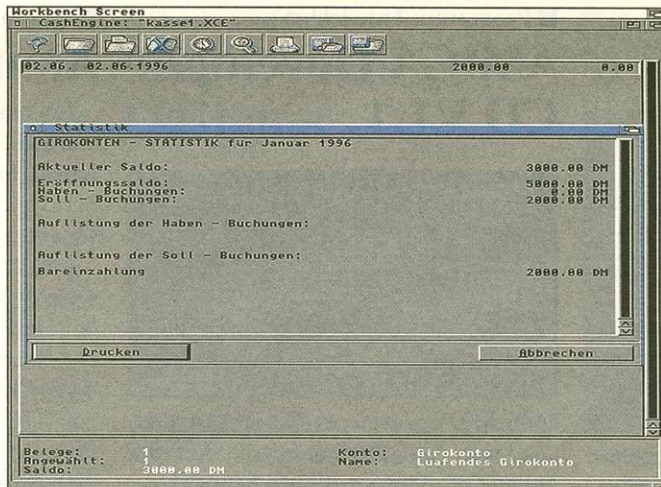 Workbench Screen
CashEngine: "kasse1.XCE"
02.06. 02.06.1996 2000.00 0.00
Statistik
GIROKONTEN - STATISTIK für Januar 1996
Aktueller Saldo: 3000.00 DM
Eröffnungssaldo: 5000.00 DM
Haben - Buchungen: 0.00 DM
Soll - Buchungen: 2000.00 DM
Auflistung der Haben - Buchungen:
Auflistung der Soll - Buchungen:
Bareinzahlung 2000.00 DM
Drucken Abbrechen
Belege: 1 Konto: Girokonto
Angewählt: 1 Name: Luafendes Girokonto
Saldo: 3000.00 DM